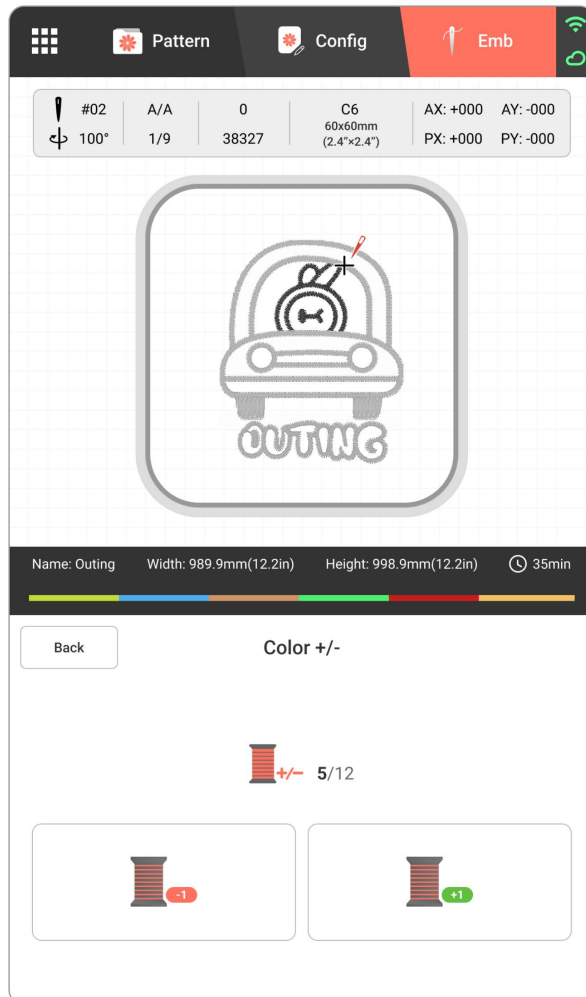 Pattern Config Emb
#02 A/A 0 C6 AX: +000 AY: -000
60x60mm
100° 1/9 38327 (2.4"×2.4") PX: +000 PY: -000
OUTING
Name: Outing Width: 989.9mm(12.2in) Height: 998.9mm(12.2in) 35min
Back Color +/-
+/- 5/12
-1 +1